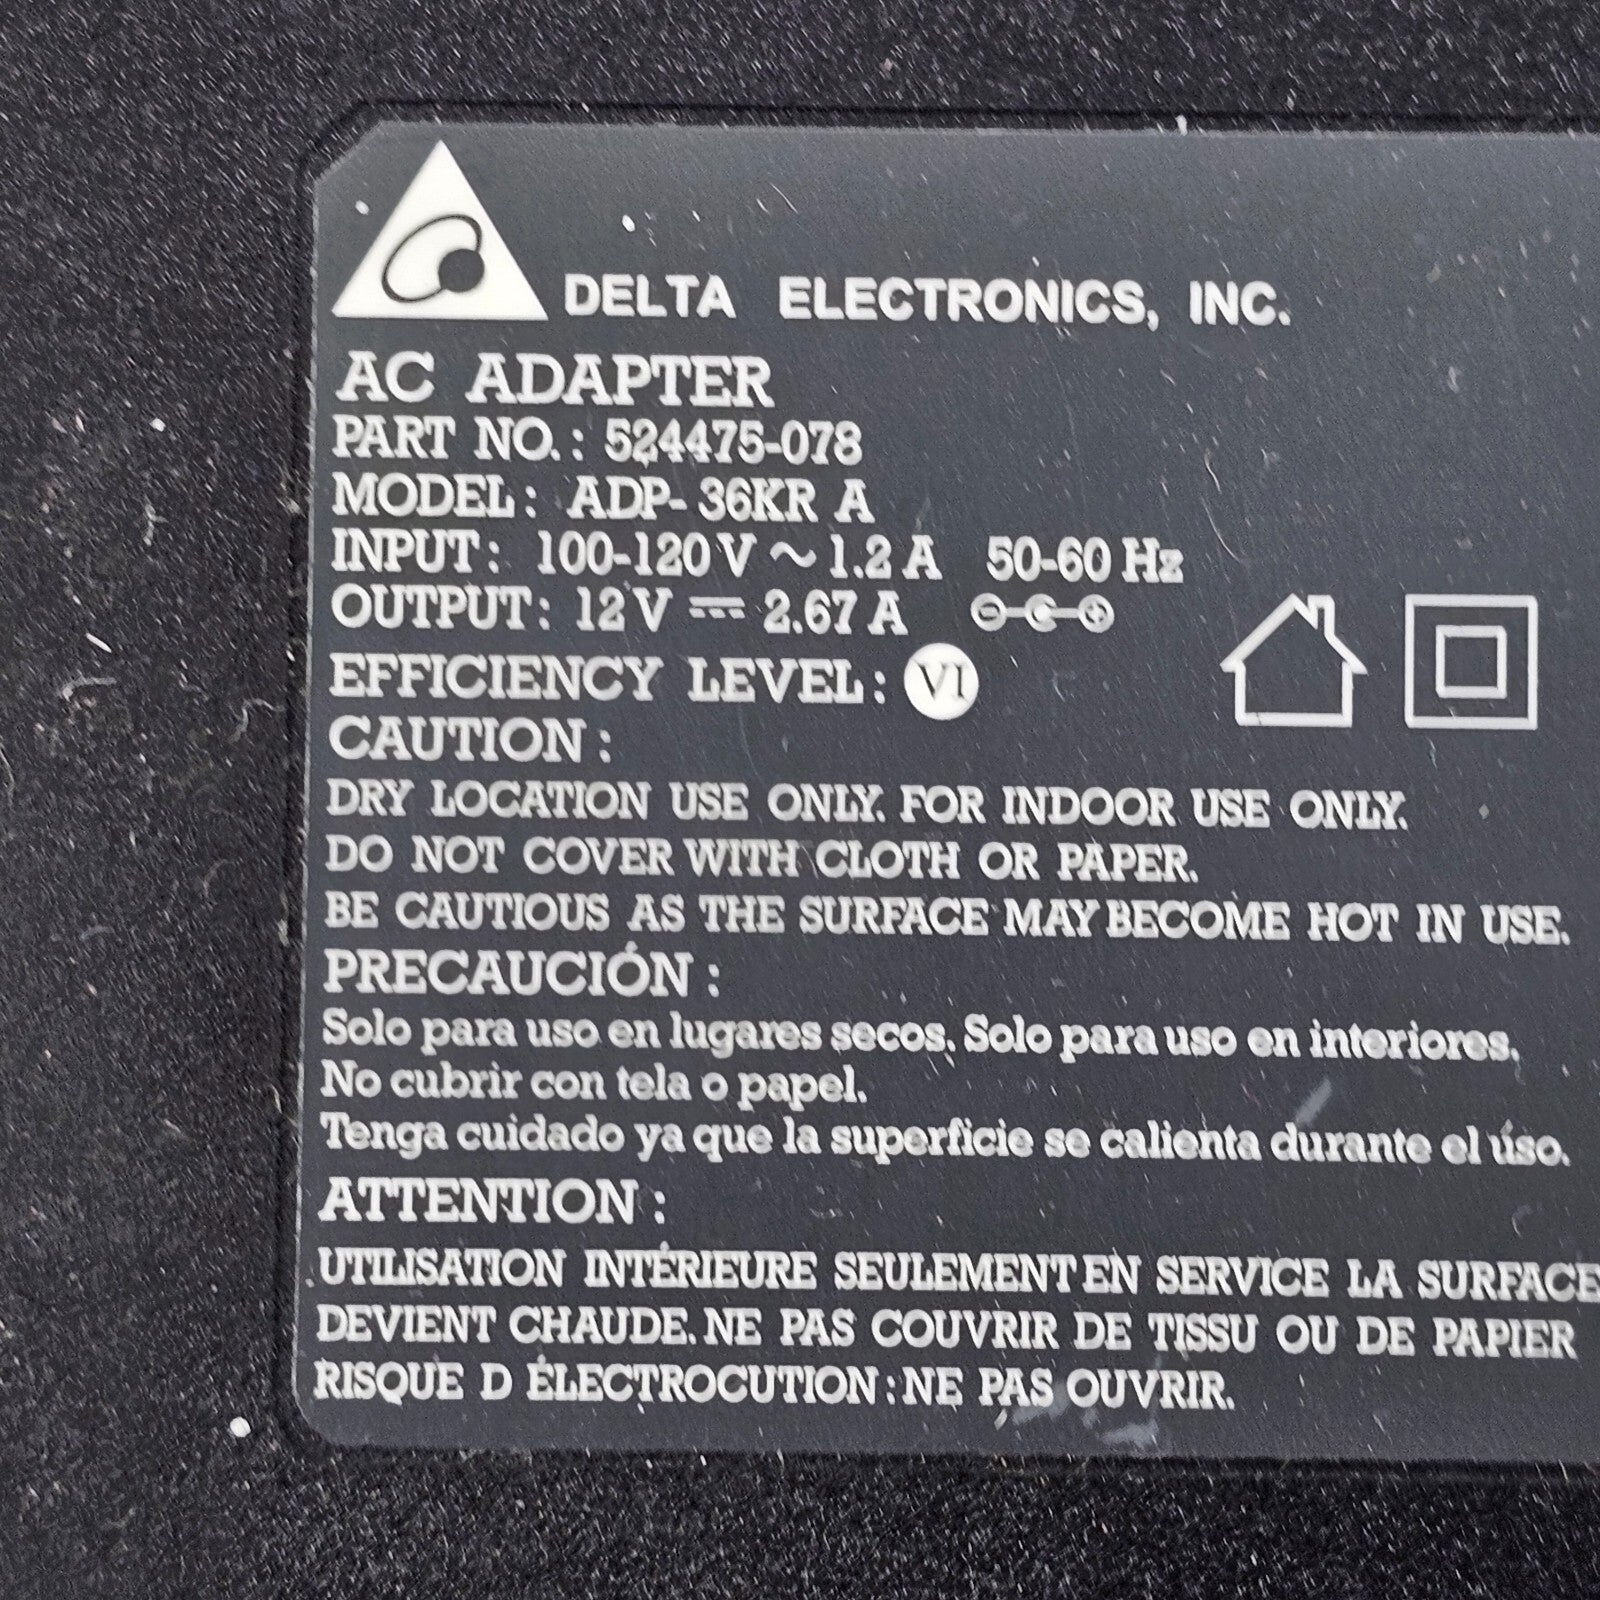 DELTA ELECTRONICS, INC.
AC ADAPTER
PART NO.: 524475-078
MODEL: ADP-36KR A
INPUT: 100-120V ~ 1.2 A 50-60 Hz
OUTPUT: 12 V ⎓ 2.67 A
EFFICIENCY LEVEL: VI
CAUTION:
DRY LOCATION USE ONLY. FOR INDOOR USE ONLY.
DO NOT COVER WITH CLOTH OR PAPER.
BE CAUTIOUS AS THE SURFACE MAY BECOME HOT IN USE.
PRECAUCIÓN:
Solo para uso en lugares secos. Solo para uso en interiores.
No cubrir con tela o papel.
Tenga cuidado ya que la superficie se calienta durante el úso.
ATTENTION:
UTILISATION INTÉRIEURE SEULEMENT EN SERVICE LA SURFACE
DEVIENT CHAUDE. NE PAS COUVRIR DE TISSU OU DE PAPIER
RISQUE D ÉLECTROCUTION: NE PAS OUVRIR.